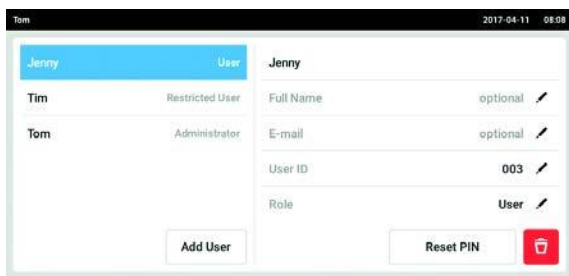 Tom 2017-04-11 08:08
Jenny User
Tim Restricted User
Tom Administrator
Add User
Jenny
Full Name optional
E-mail optional
User ID 003
Role User
Reset PIN